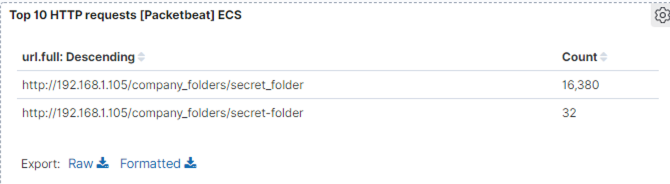 Top 10 HTTP requests [Packetbeat] ECS
url.full: Descending Count
http://192.168.1.105/company_folders/secret_folder 16,380
http://192.168.1.105/company_folders/secret-folder 32
Export: Raw Formatted